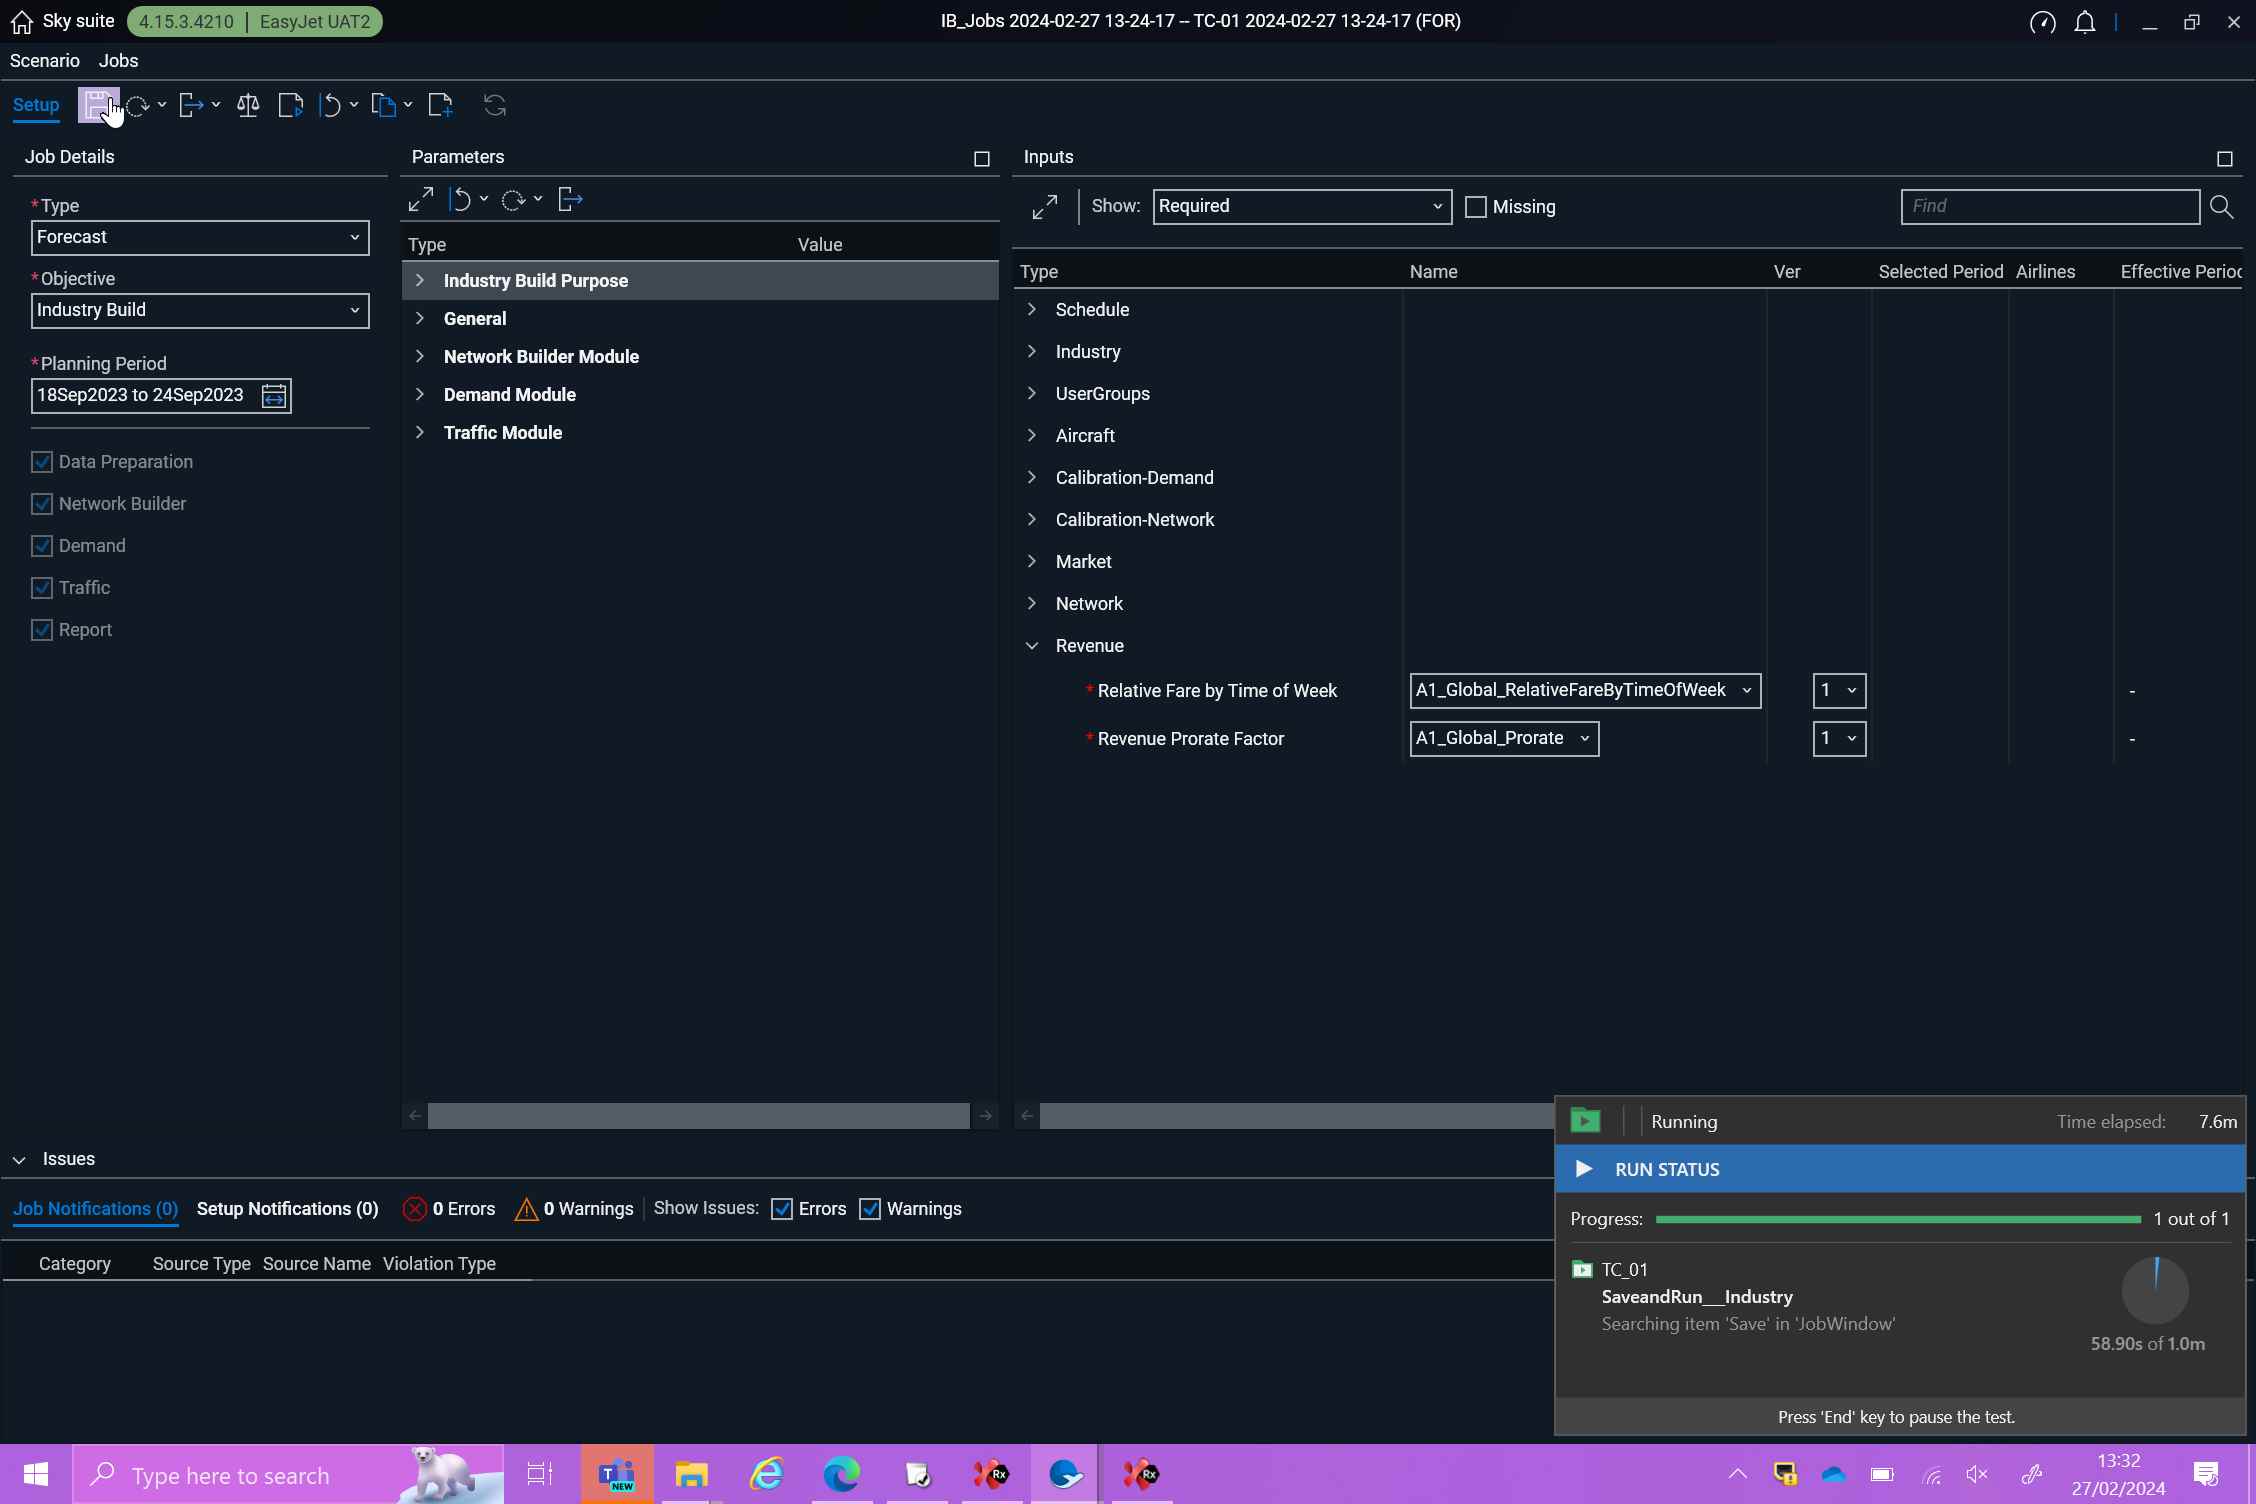 Sky suite 4.15.3.4210 | EasyJet UAT2 IB_Jobs 2024-02-27 13-24-17 -- TC-01 2024-02-27 13-24-17 (FOR)
Scenario Jobs
Setup
Job Details
* Type
Forecast
* Objective
Industry Build
* Planning Period
18Sep2023 to 24Sep2023
Data Preparation
Network Builder
Demand
Traffic
Report
Parameters
Type Value
Industry Build Purpose
General
Network Builder Module
Demand Module
Traffic Module
Inputs
Show: Required Missing Find
Type Name Ver Selected Period Airlines Effective Perio
Schedule
Industry
UserGroups
Aircraft
Calibration-Demand
Calibration-Network
Market
Network
Revenue
* Relative Fare by Time of Week A1_Global_RelativeFareByTimeOfWeek 1 -
* Revenue Prorate Factor A1_Global_Prorate 1 -
Issues
Job Notifications (0) Setup Notifications (0) 0 Errors 0 Warnings Show Issues: Errors Warnings
Category Source Type Source Name Violation Type
Running Time elapsed: 7.6m
RUN STATUS
Progress: 1 out of 1
TC_01
SaveandRun__Industry
Searching item 'Save' in 'JobWindow'
58.90s of 1.0m
Press 'End' key to pause the test.
Type here to search
T
NEW
Rx
Rx
13:32
27/02/2024